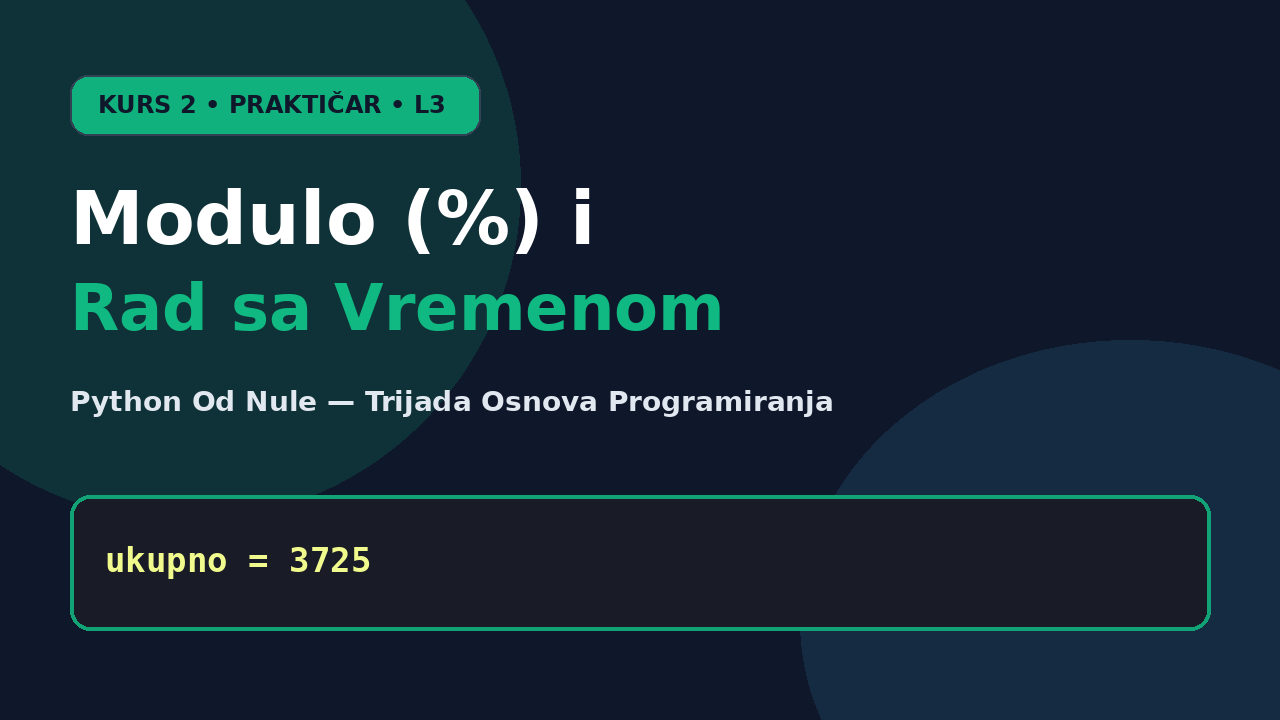 KURS 2 • PRAKTIČAR • L3
Modulo (%) i
Rad sa Vremenom
Python Od Nule — Trijada Osnova Programiranja
ukupno = 3725